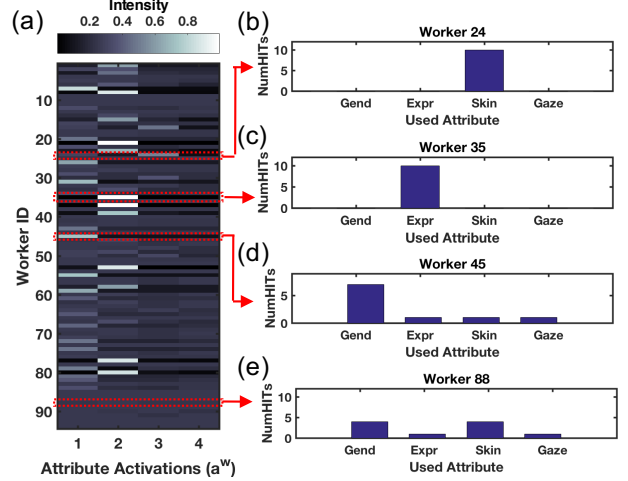 (a)
Intensity
0.2 0.4 0.6 0.8
10
20
30
40
50
60
70
80
90
Worker ID
1 2 3 4
Attribute Activations (a^w)
(b)
Worker 24
10
5
0
NumHITs
Gend Expr Skin Gaze
Used Attribute
(c)
Worker 35
10
5
0
NumHITs
Gend Expr Skin Gaze
Used Attribute
(d)
Worker 45
5
0
NumHITs
Gend Expr Skin Gaze
Used Attribute
(e)
Worker 88
10
5
0
NumHITs
Gend Expr Skin Gaze
Used Attribute